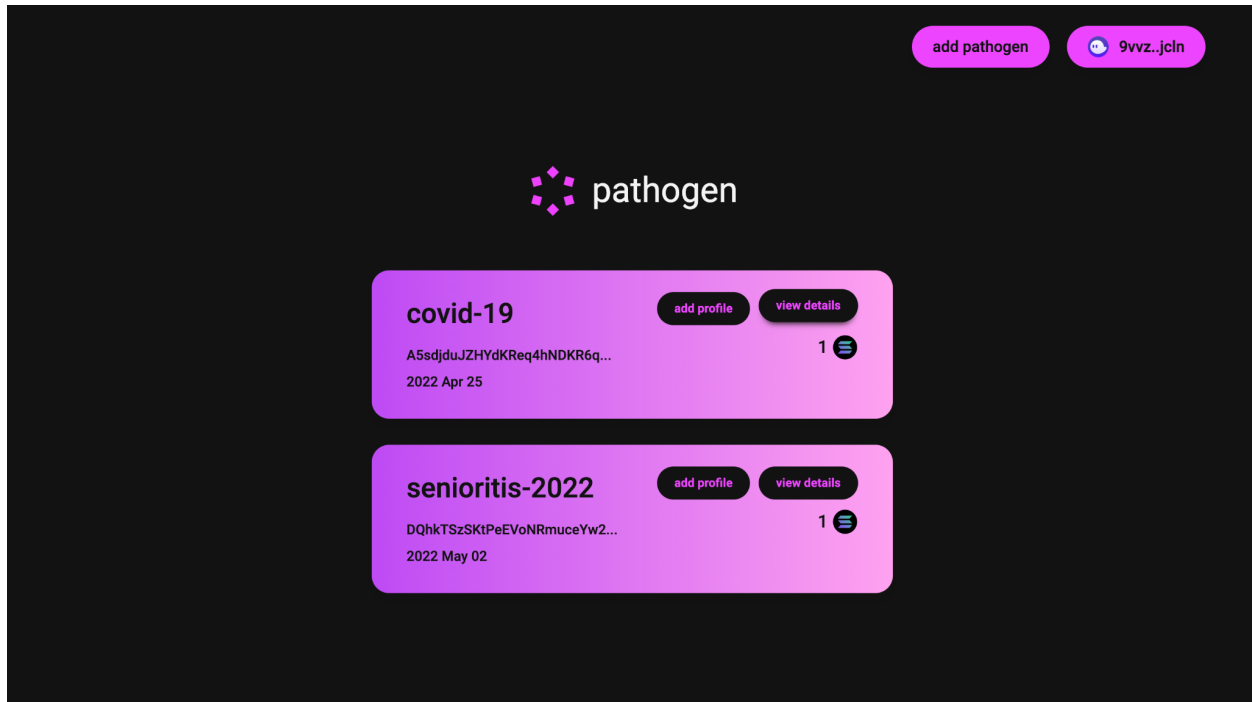 add pathogen
9vvz..jcln
pathogen
covid-19
add profile
view details
A5sdjduJZHYdKReq4hNDKR6q...
1
2022 Apr 25
senioritis-2022
add profile
view details
DQhkTSzSKtPeEVoNRmuceYw2...
1
2022 May 02